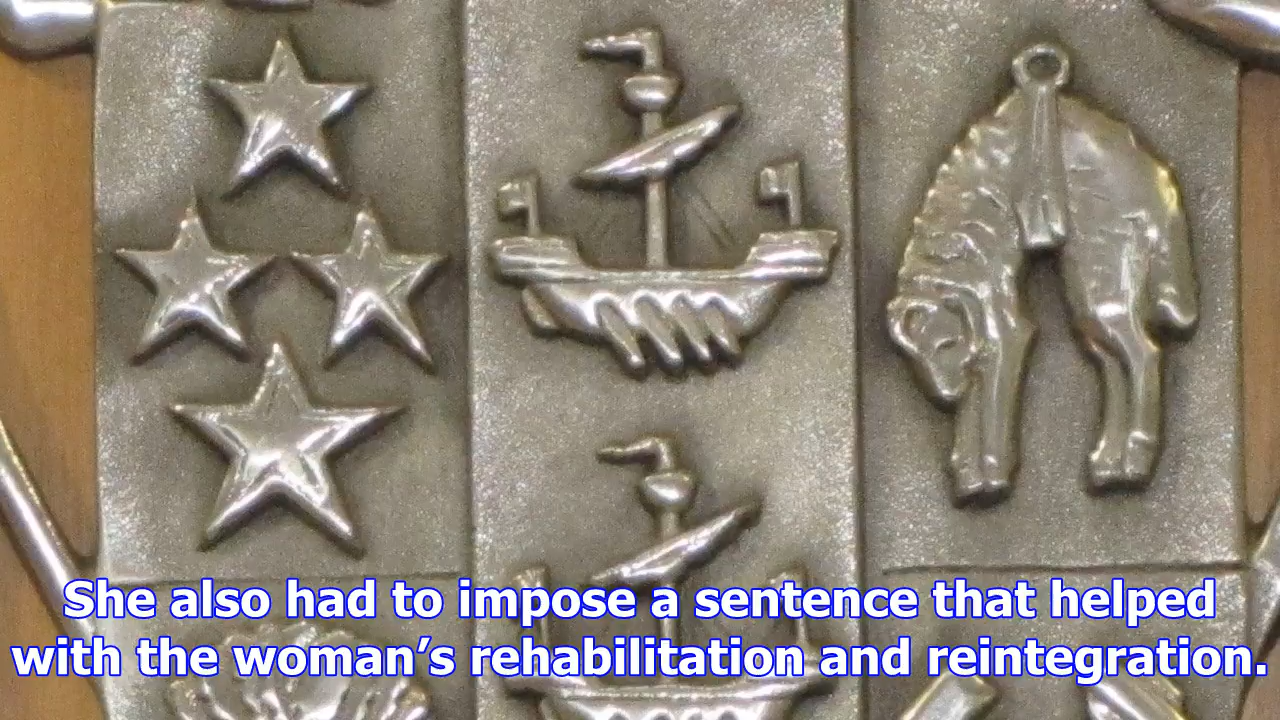 She also had to impose a sentence that helped
with the woman’s rehabilitation and reintegration.